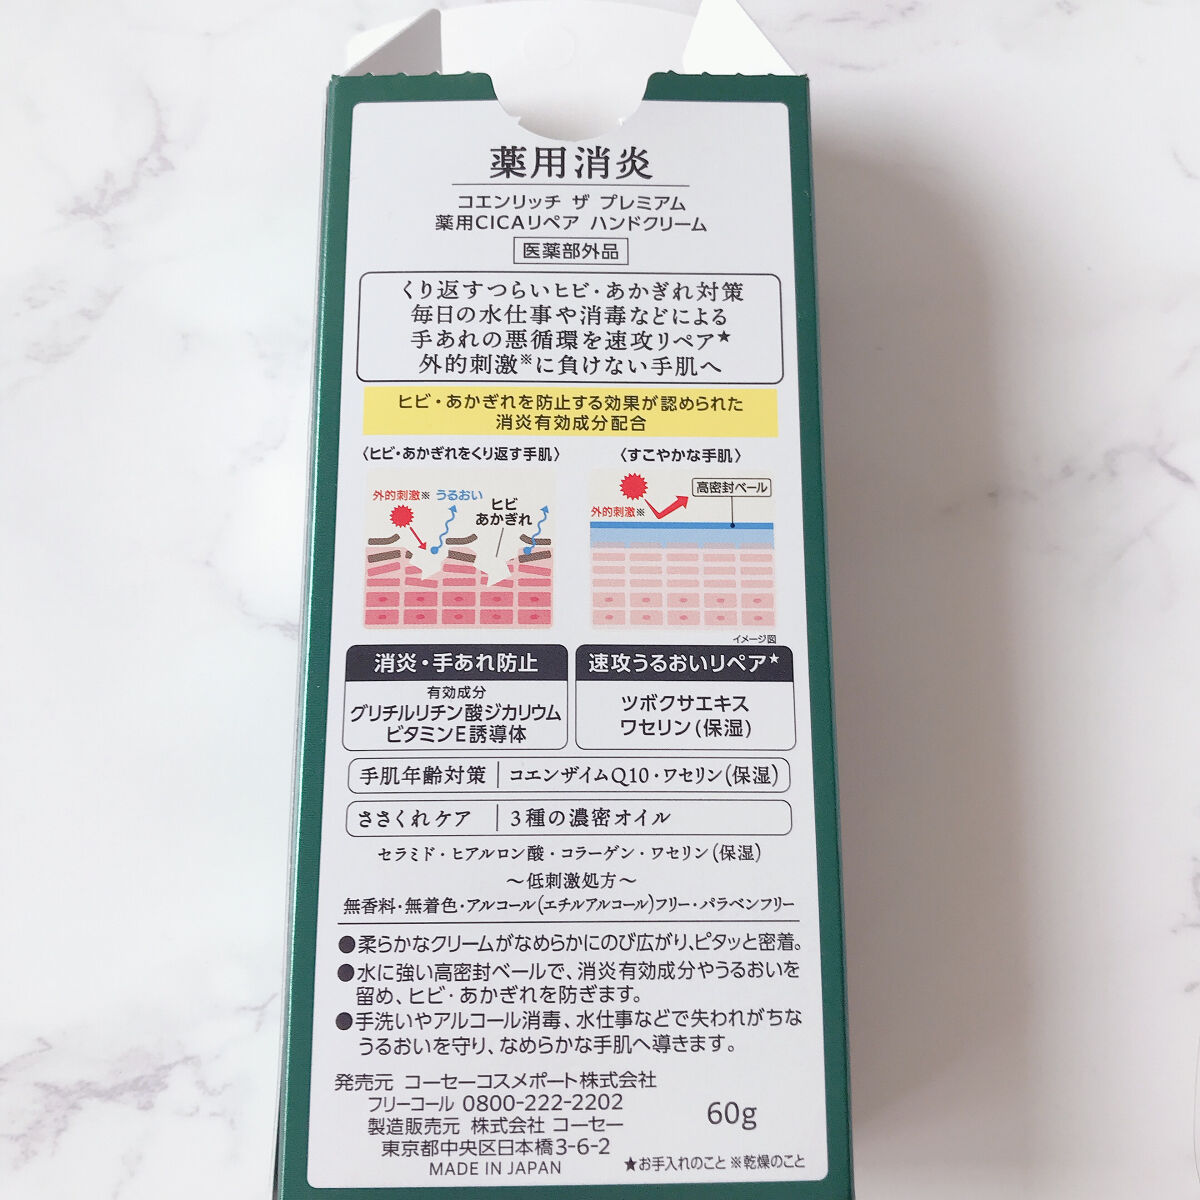 薬用消炎
コエンリッチ ザ プレミアム
薬用CICAリペア ハンドクリーム
医薬部外品
くり返すつらいヒビ・あかぎれ対策
毎日の水仕事や消毒などによる
手あれの悪循環を速攻リペア★
外的刺激※に負けない手肌へ
ヒビ・あかぎれを防止する効果が認められた
消炎有効成分配合
〈ヒビ・あかぎれをくり返す手肌〉
外的刺激※ うるおい
ヒビ
あかぎれ
〈すこやかな手肌〉
高密封ベール
外的刺激※
イメージ図
消炎・手あれ防止
有効成分
グリチルリチン酸ジカリウム
ビタミンE誘導体
速攻うるおいリペア★
ツボクサエキス
ワセリン(保湿)
手肌年齢対策 コエンザイムQ10・ワセリン(保湿)
ささくれケア 3種の濃密オイル
セラミド・ヒアルロン酸・コラーゲン・ワセリン(保湿)
～低刺激処方～
無香料・無着色・アルコール(エチルアルコール)フリー・パラベンフリー
●柔らかなクリームがなめらかにのび広がり、ピタッと密着。
●水に強い高密封ベールで、消炎有効成分やうるおいを
留め、ヒビ・あかぎれを防ぎます。
●手洗いやアルコール消毒、水仕事などで失われがちな
うるおいを守り、なめらかな手肌へ導きます。
発売元 コーセーコスメポート株式会社
フリーコール 0800-222-2202
製造販売元 株式会社 コーセー
東京都中央区日本橋3-6-2
MADE IN JAPAN
60g
★お手入れのこと ※乾燥のこと